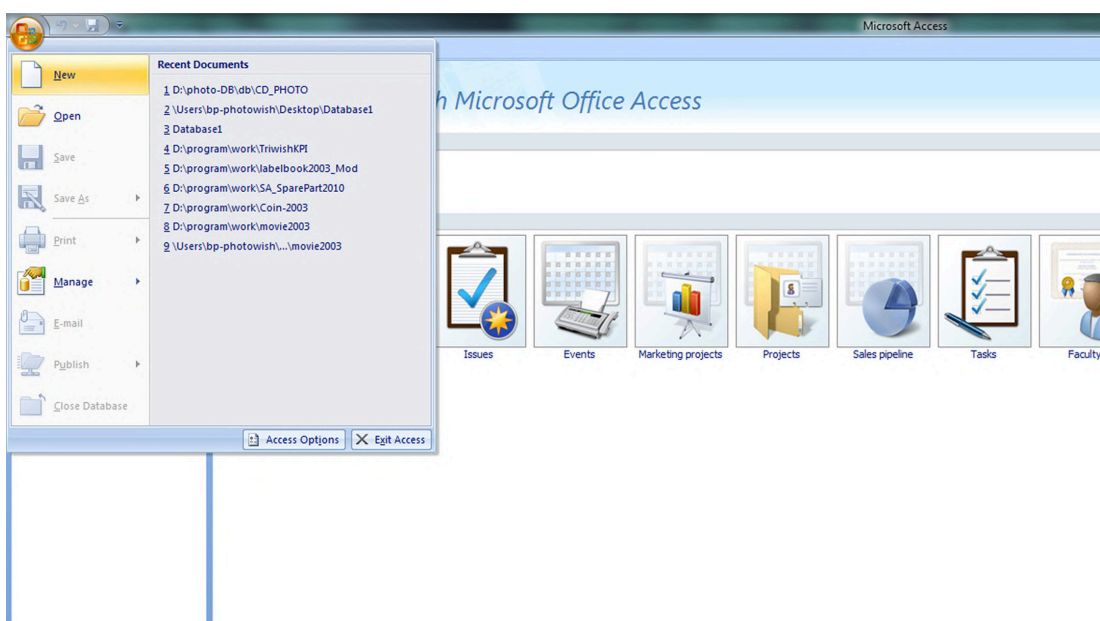 Microsoft Access
New
Open
Save
Save As
Print
Manage
E-mail
Publish
Close Database
Recent Documents
1 D:\photo-DB\db\CD_PHOTO
2 \Users\bp-photowish\Desktop\Database1
3 Database1
4 D:\program\work\TriwishKPI
5 D:\program\work\labelbook2003_Mod
6 D:\program\work\SA_SparePart2010
7 D:\program\work\Coin-2003
8 D:\program\work\movie2003
9 \Users\bp-photowish\...\movie2003
Access Options
Exit Access
h Microsoft Office Access
Issues
Events
Marketing projects
Projects
Sales pipeline
Tasks
Faculty